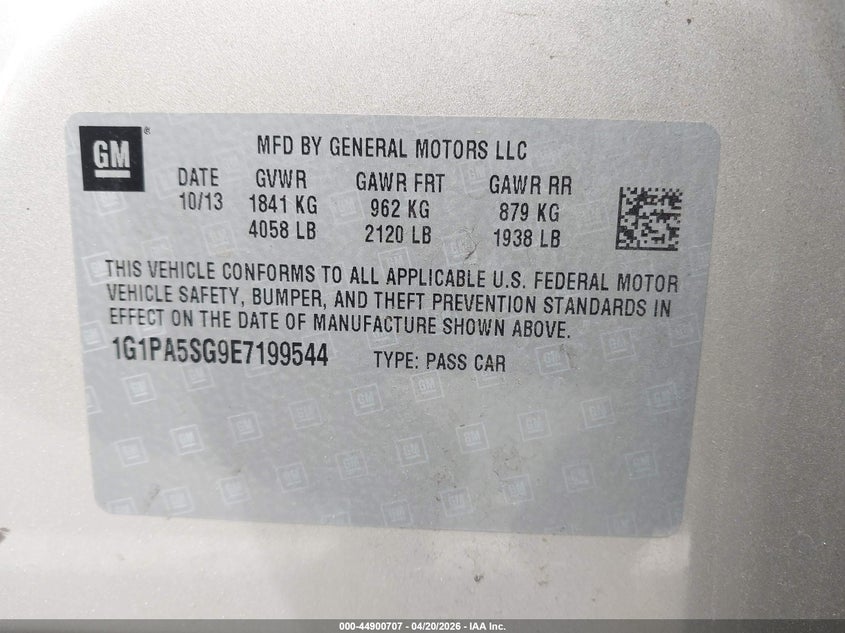 GM®
MFD BY GENERAL MOTORS LLC
DATE GVWR GAWR FRT GAWR RR
10/13 1841 KG 962 KG 879 KG
4058 LB 2120 LB 1938 LB
THIS VEHICLE CONFORMS TO ALL APPLICABLE U.S. FEDERAL MOTOR
VEHICLE SAFETY, BUMPER, AND THEFT PREVENTION STANDARDS IN
EFFECT ON THE DATE OF MANUFACTURE SHOWN ABOVE.
1G1PA5SG9E7199544 TYPE: PASS CAR
000-44900707 - 04/20/2026 - IAA Inc.